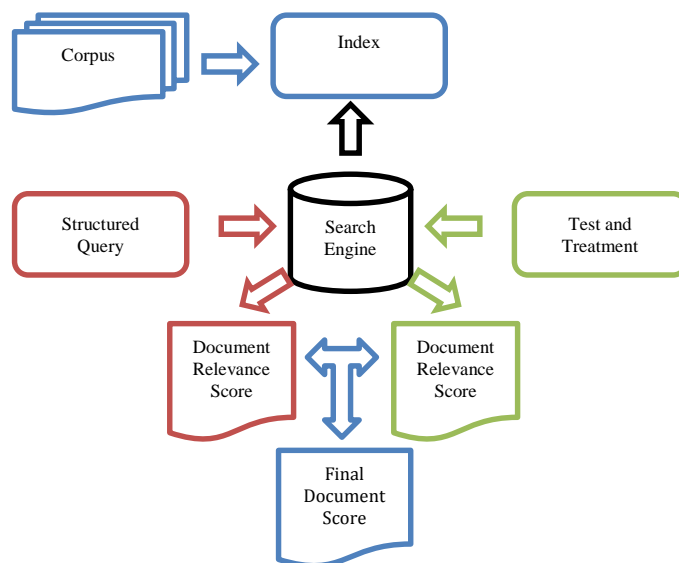 Corpus
Index
Structured
Query
Search
Engine
Test and
Treatment
Document
Relevance
Score
Document
Relevance
Score
Final
Document
Score